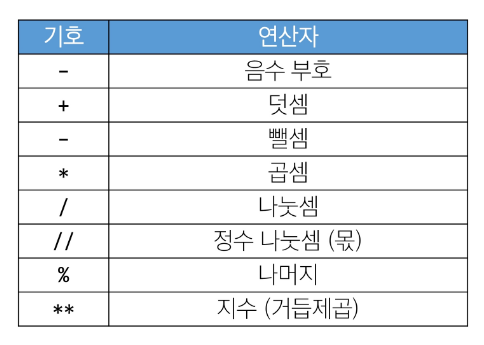 기호 연산자
- 음수 부호
+ 덧셈
- 뺄셈
* 곱셈
/ 나눗셈
// 정수 나눗셈 (몫)
% 나머지
** 지수 (거듭제곱)